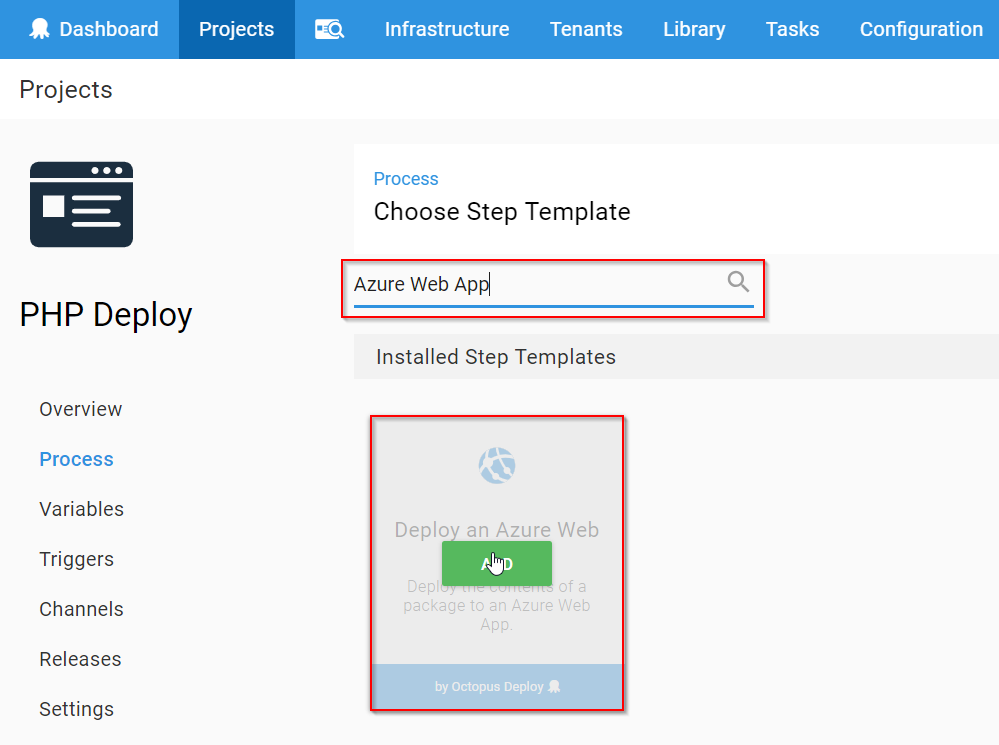 Dashboard Projects Infrastructure Tenants Library Tasks Configuration
Projects
Process
Choose Step Template
Azure Web App
Installed Step Templates
PHP Deploy
Overview
Process
Variables
Triggers
Channels
Releases
Settings
Deploy an Azure Web
Deploy the contents of a
package to an Azure Web
App.
by Octopus Deploy